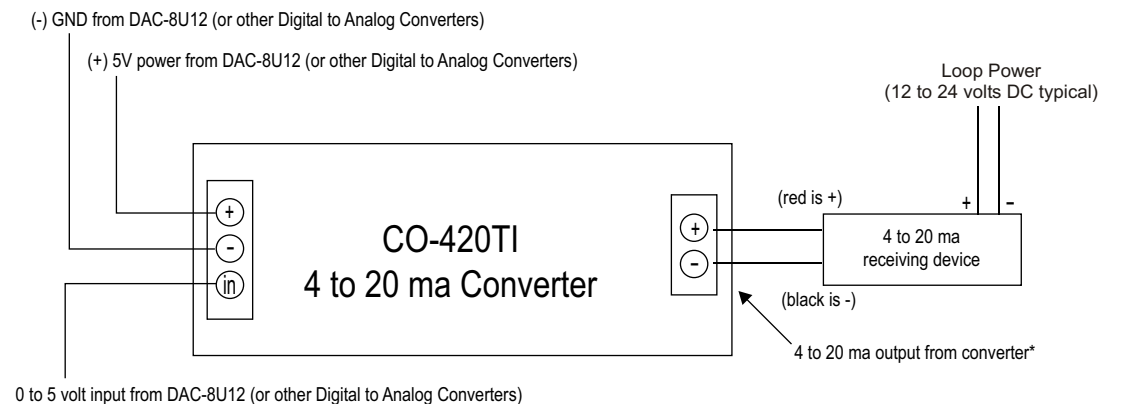 (-) GND from DAC-8U12 (or other Digital to Analog Converters)
(+) 5V power from DAC-8U12 (or other Digital to Analog Converters)
Loop Power
(12 to 24 volts DC typical)
+ -
(red is +)
+
-
in
CO-420TI
4 to 20 ma Converter
+
-
4 to 20 ma
receiving device
(black is -)
4 to 20 ma output from converter*
0 to 5 volt input from DAC-8U12 (or other Digital to Analog Converters)